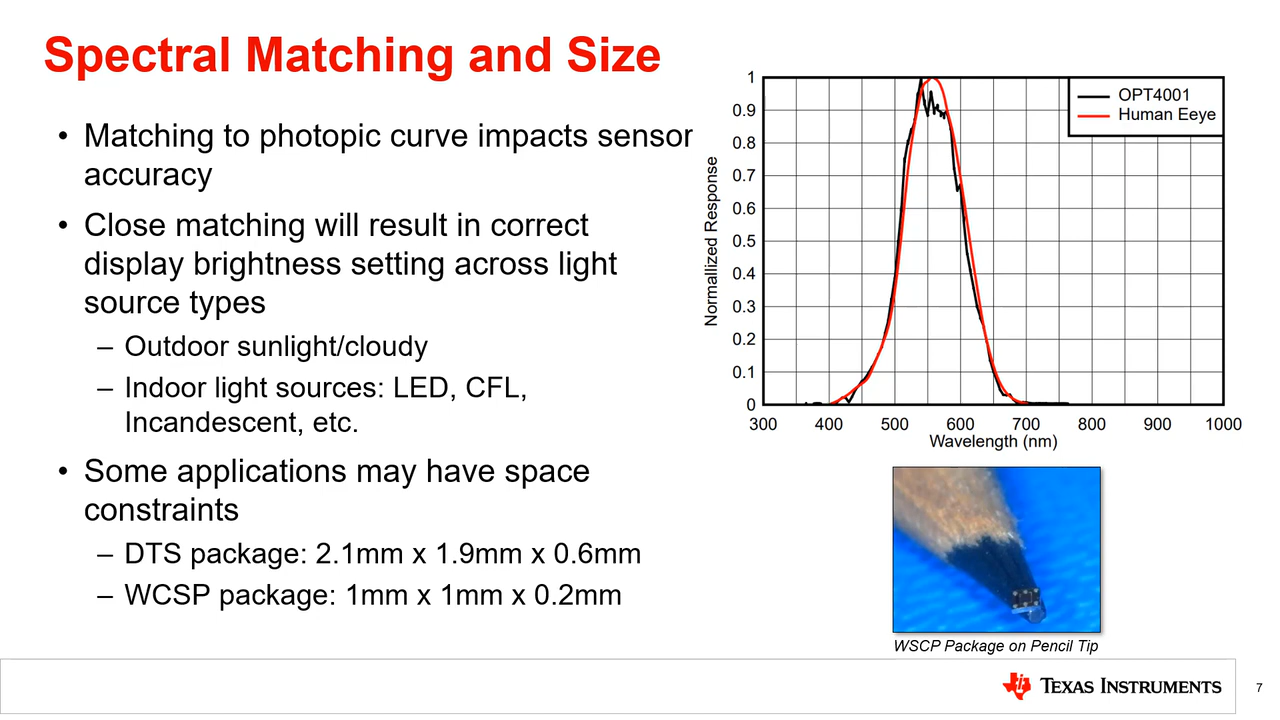 Spectral Matching and Size
• Matching to photopic curve impacts sensor
accuracy
• Close matching will result in correct
display brightness setting across light
source types
– Outdoor sunlight/cloudy
– Indoor light sources: LED, CFL,
Incandescent, etc.
• Some applications may have space
constraints
– DTS package: 2.1mm x 1.9mm x 0.6mm
– WCSP package: 1mm x 1mm x 0.2mm
Normallized Response
1
0.9
0.8
0.7
0.6
0.5
0.4
0.3
0.2
0.1
0
OPT4001
Human Eeye
300 400 500 600 700 800 900 1000
Wavelength (nm)
WSCP Package on Pencil Tip
TEXAS INSTRUMENTS
7